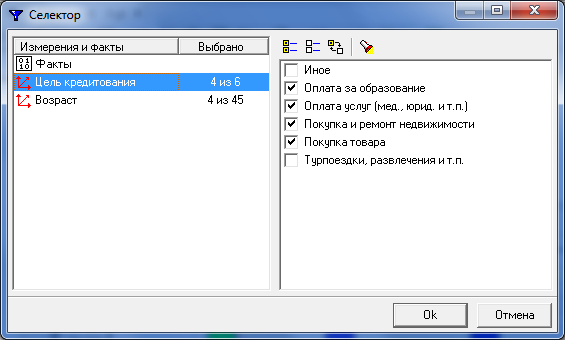 Селектор
Измерения и Факты Выбрано
Факты
Цель кредитования 4 из 6
Возраст 4 из 45
Иное
Оплата за образование
Оплата услуг (мед., юрид. и т.п.)
Покупка и ремонт недвижимости
Покупка товара
Турпоездки, развлечения и т.п.
Ok Отмена